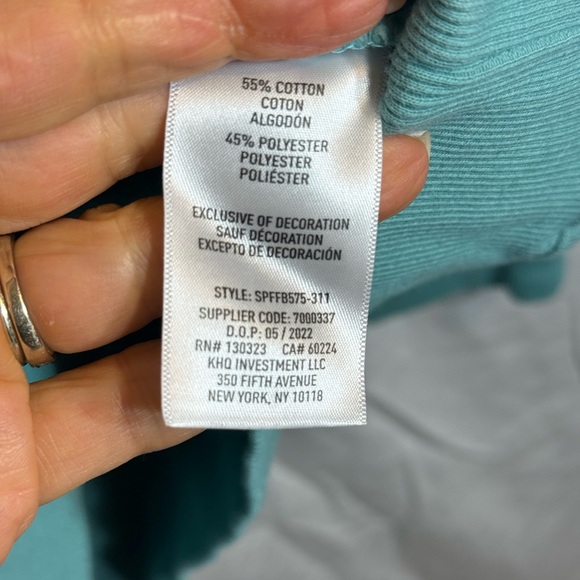 55% COTTON
COTON
ALGODÓN
45% POLYESTER
POLYESTER
POLIÉSTER
EXCLUSIVE OF DECORATION
SAUF DÉCORATION
EXCEPTO DE DECORACIÓN
STYLE: SPFFB575-311
SUPPLIER CODE: 7000337
D.O.P: 05 / 2022
RN# 130323 CA# 60224
KHQ INVESTMENT LLC
350 FIFTH AVENUE
NEW YORK, NY 10118